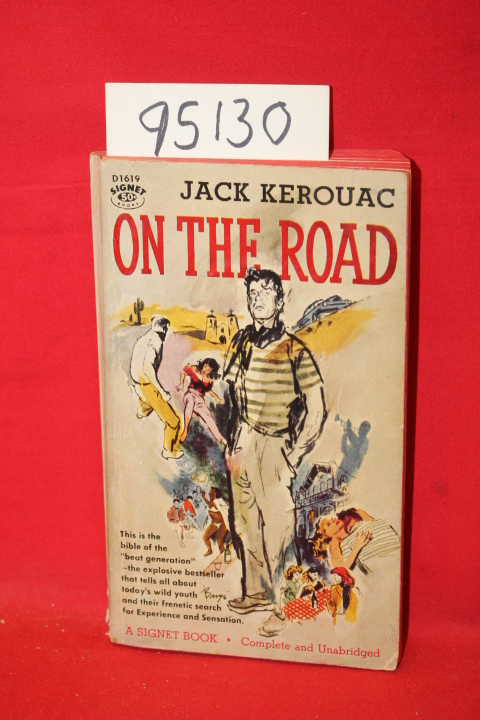 95130
D1619
SIGNET
50¢
BOOKS
JACK KEROUAC
ON THE ROAD
This is the
bible of the
"beat generation"
—the explosive bestseller
that tells all about
today's wild youth
and their frenetic search
for Experience and Sensation.
A SIGNET BOOK • Complete and Unabridged